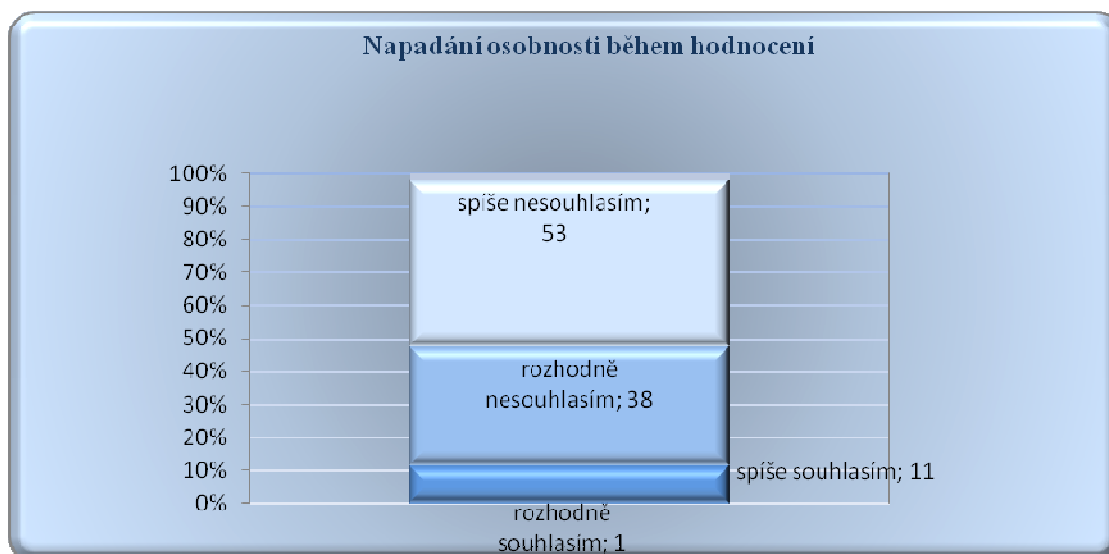 Napadání osobnosti během hodnocení
100%
90%
80%
70%
60%
50%
40%
30%
20%
10%
0%
spíše nesouhlasím;
53
rozhodně
nesouhlasím; 38
spíše souhlasím; 11
rozhodně
souhlasím; 1